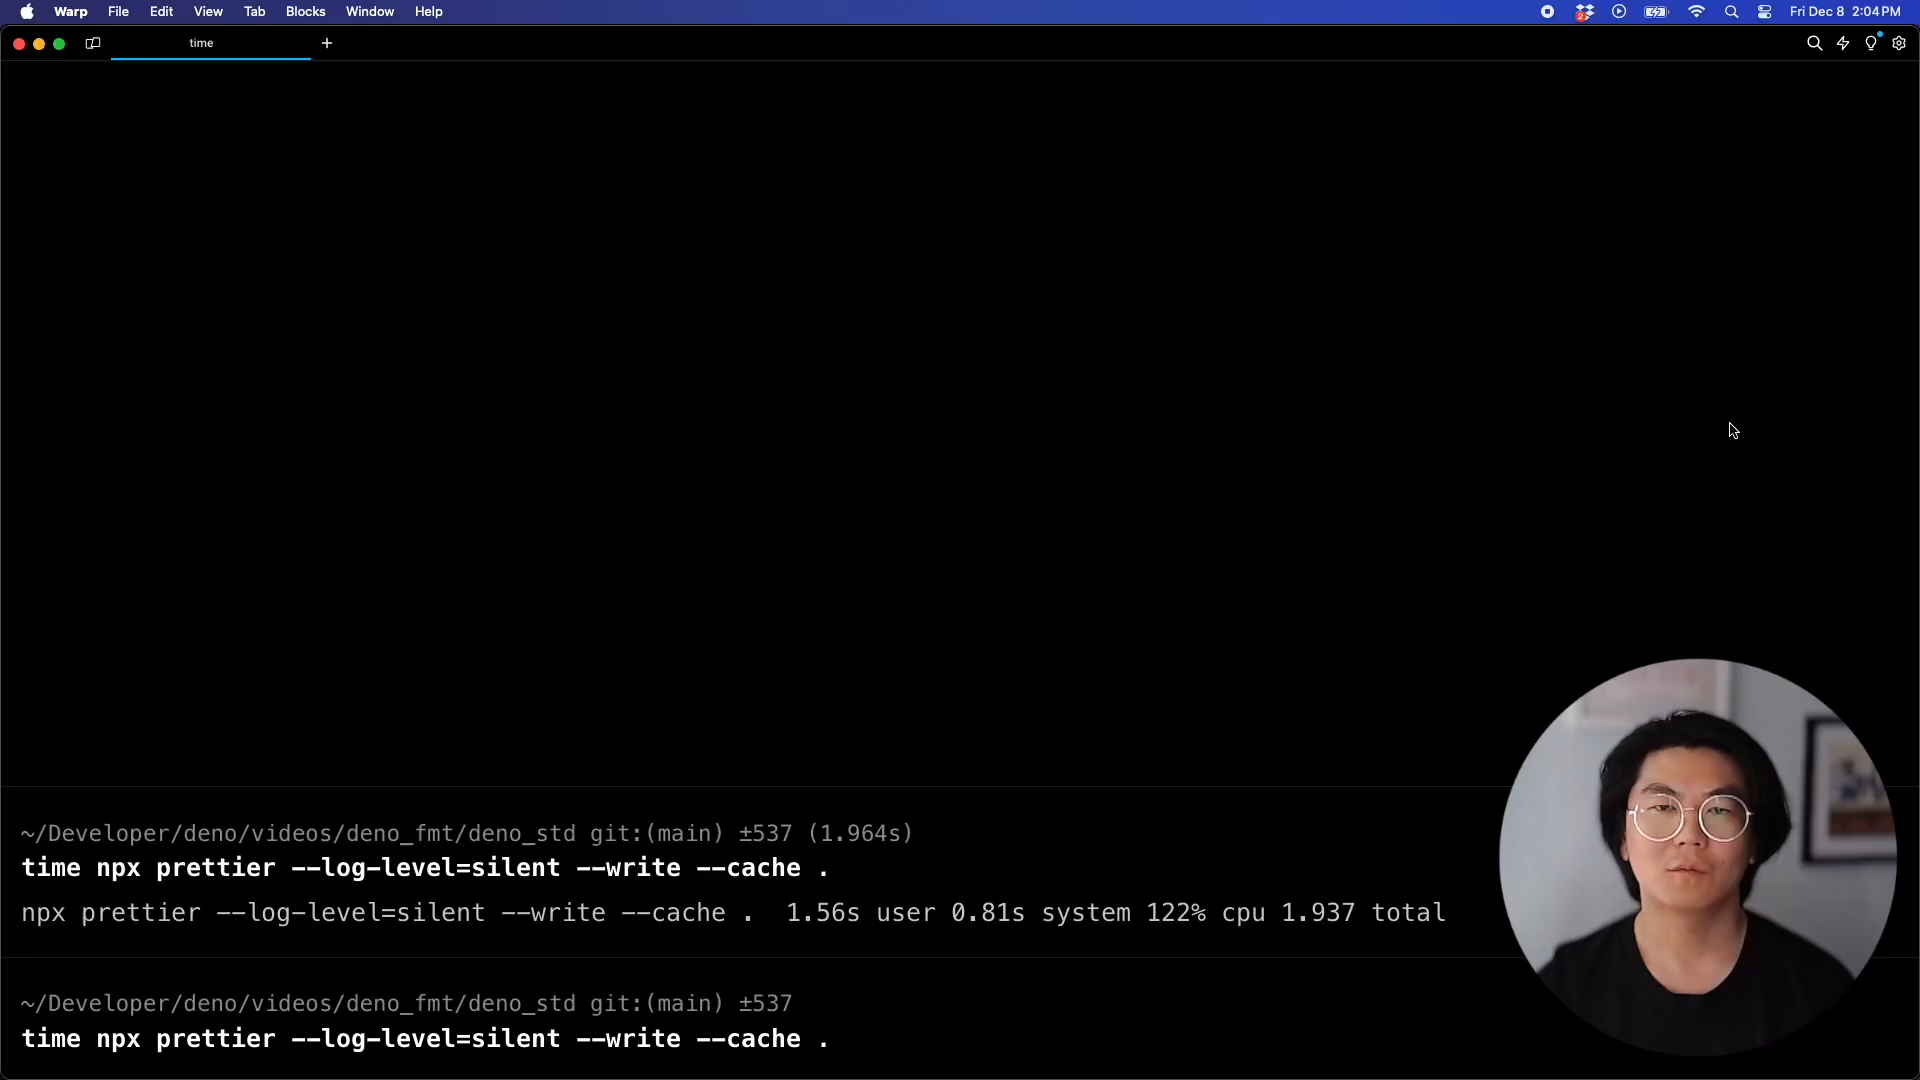 Warp File Edit View Tab Blocks Window Help
2
Fri Dec 8 2:04 PM
time
~/Developer/deno/videos/deno_fmt/deno_std git:(main) ±537 (1.964s)
time npx prettier --log-level=silent --write --cache .
npx prettier --log-level=silent --write --cache .  1.56s user 0.81s system 122% cpu 1.937 total
~/Developer/deno/videos/deno_fmt/deno_std git:(main) ±537
time npx prettier --log-level=silent --write --cache .